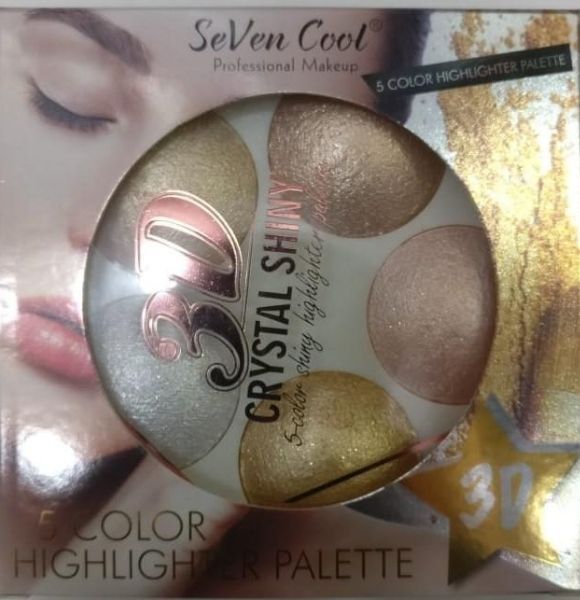 SeVen Cool®
Professional Makeup
5 COLOR HIGHLIGHTER PALETTE
3D
CRYSTAL SHINY
5-color shiny highlighter palette
3D
5 COLOR
HIGHLIGHTER PALETTE